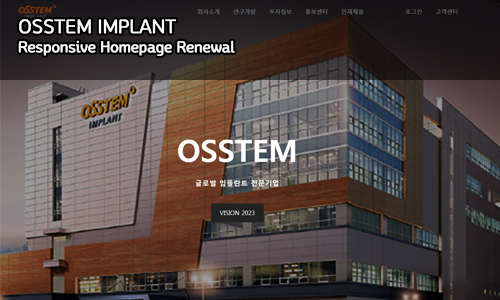 OSSTEM
회사소개 연구개발 투자정보 홍보센터 인재채용 로그인 고객센터
OSSTEM IMPLANT
Responsive Homepage Renewal
OSSTEM
IMPLANT
OSSTEM
글로벌 임플란트 전문기업
VISION 2023